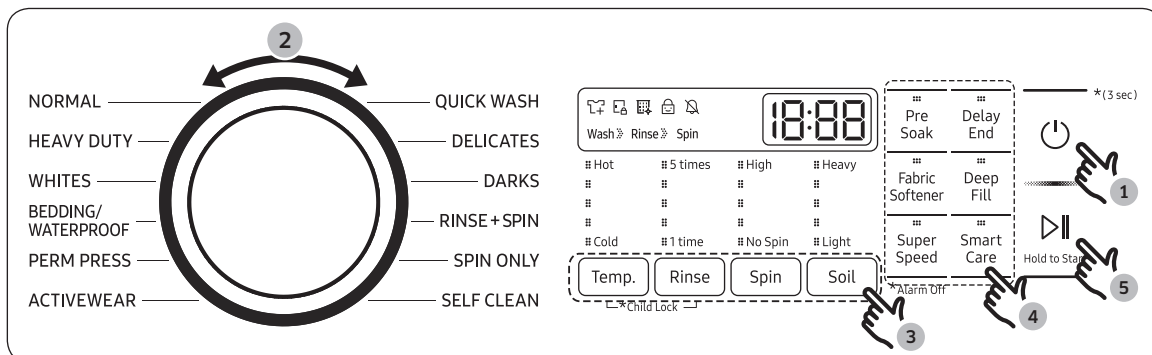 2
NORMAL
HEAVY DUTY
WHITES
BEDDING/
WATERPROOF
PERM PRESS
ACTIVEWEAR
QUICK WASH
DELICATES
DARKS
RINSE+SPIN
SPIN ONLY
SELF CLEAN
18:88
Wash Rinse Spin
Hot 5 times High Heavy
Cold 1 time No Spin Light
Temp. Rinse Spin Soil
*Child Lock
3
Pre
Soak
Delay
End
Fabric
Softener
Deep
Fill
Super
Speed
Smart
Care
*Alarm Off
4
*(3 sec)
1
Hold to Start
5